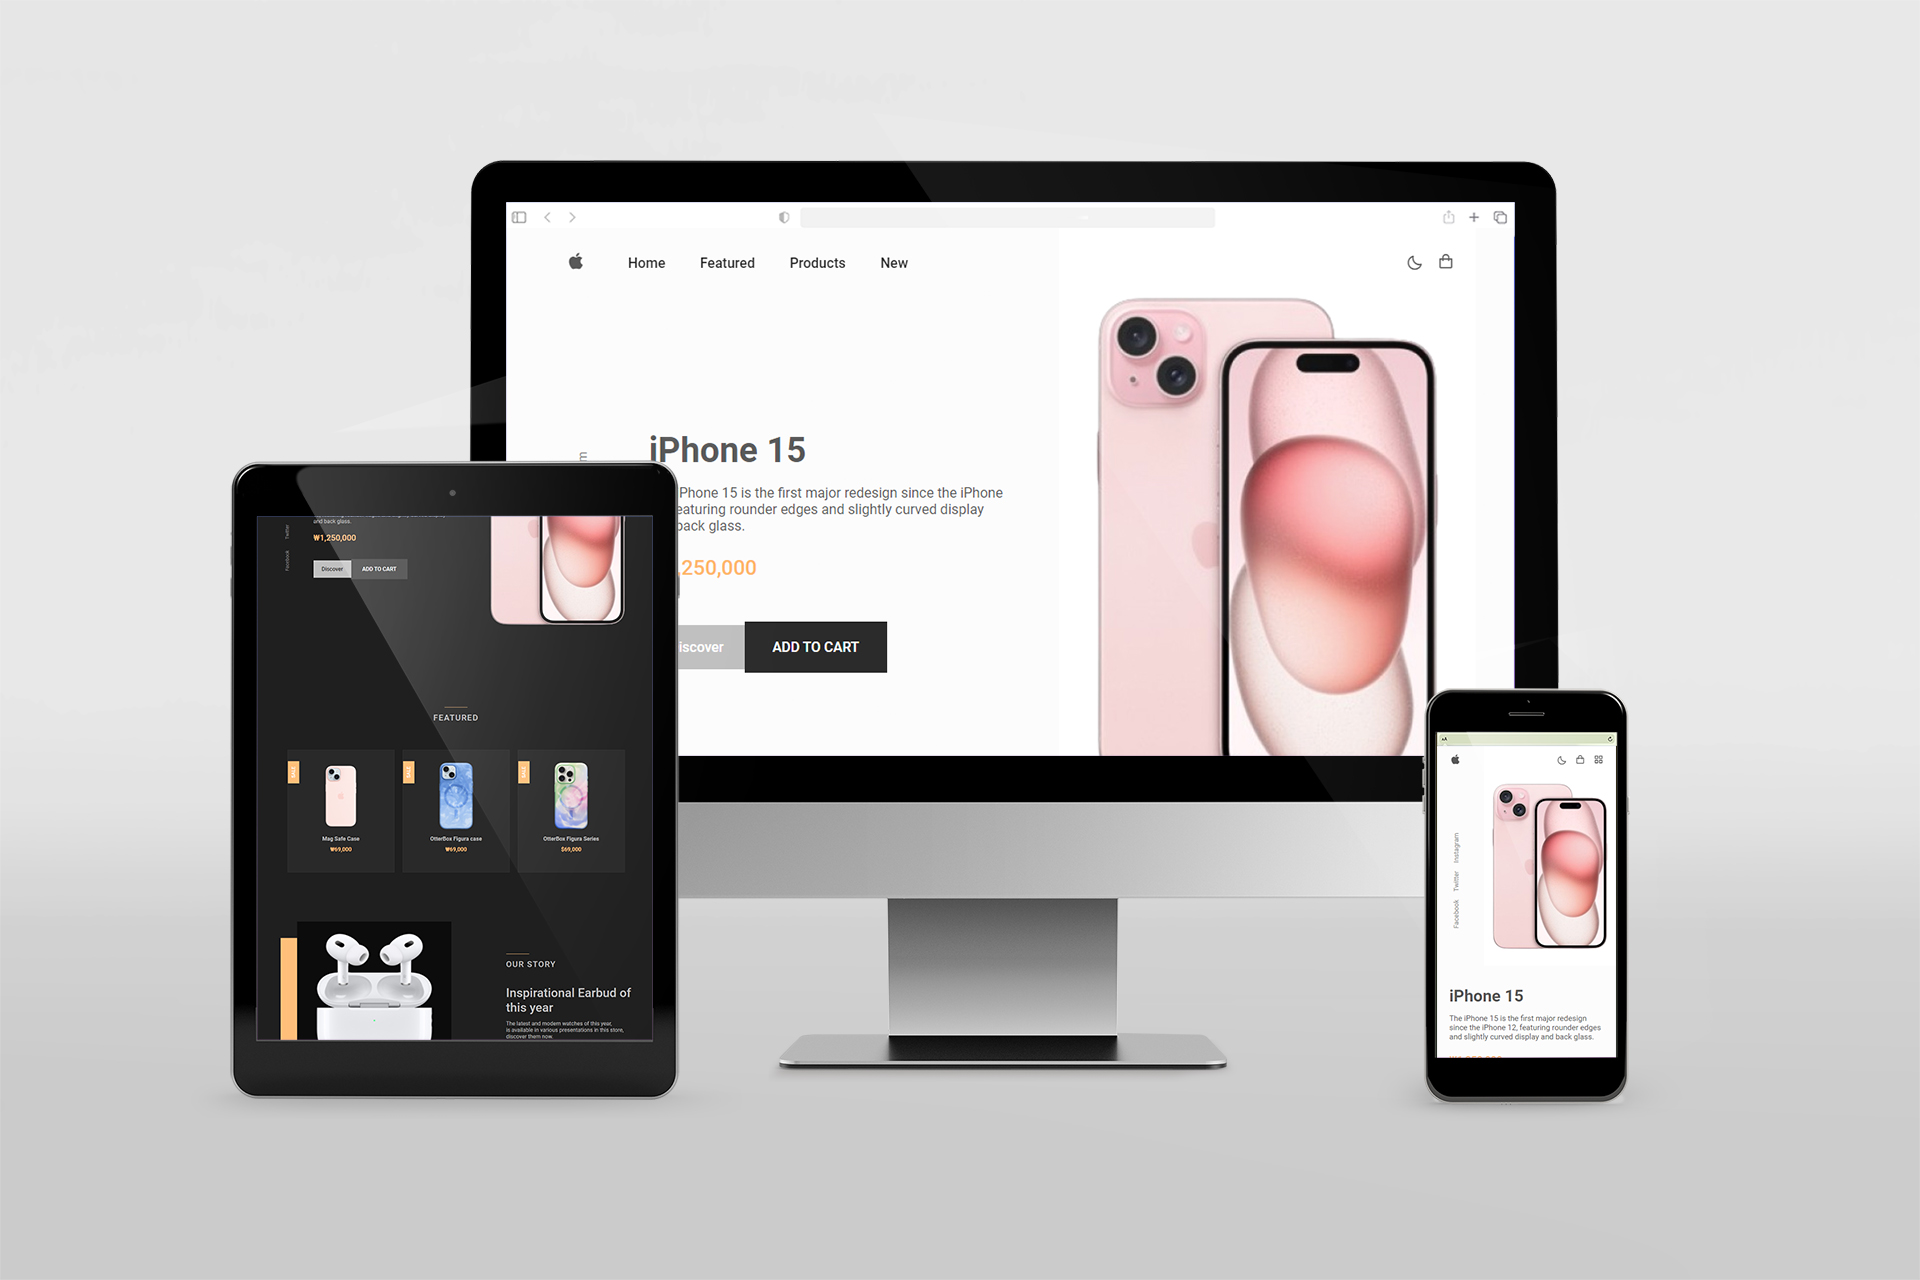 Home Featured Products New
iPhone 15
Phone 15 is the first major redesign since the iPhone
eaturing rounder edges and slightly curved display
back glass.
,250,000
iscover ADD TO CART
and back glass.
₩1,250,000
Discover ADD TO CART
Twitter
Facebook
FEATURED
SALE SALE SALE
Mag Safe Case OtterBox Figura case OtterBox Figura Series
₩69,000 ₩69,000 $69,000
OUR STORY
Inspirational Earbud of
this year
The latest and modern watches of this year,
is available in various presentations in this store,
discover them now.
AA
Instagram
Twitter
Facebook
iPhone 15
The iPhone 15 is the first major redesign
since the iPhone 12, featuring rounder edges
and slightly curved display and back glass.